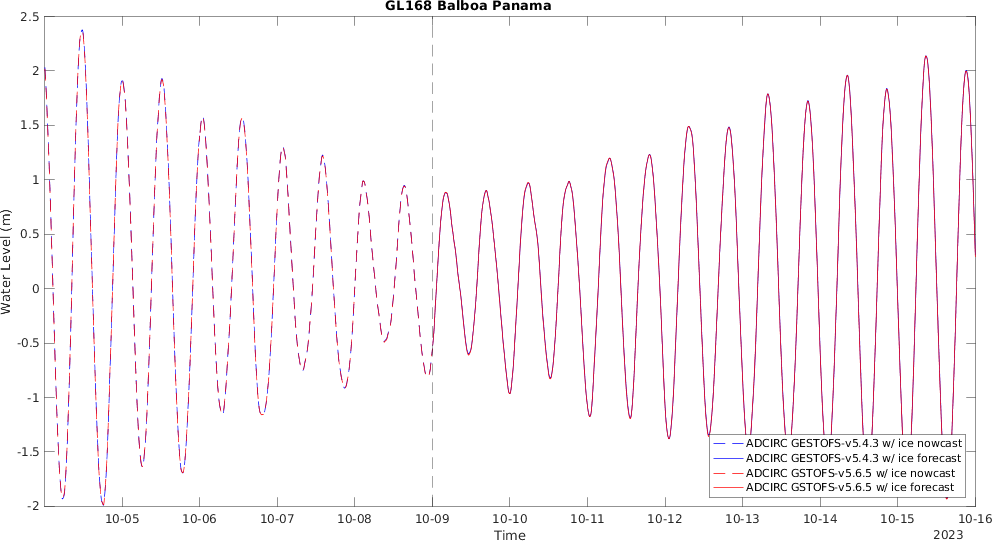 GL168 Balboa Panama
2.5
2
1.5
1
0.5
0
-0.5
-1
-1.5
-2
Water Level (m)
ADCIRC GESTOFS-v5.4.3 w/ ice nowcast
ADCIRC GESTOFS-v5.4.3 w/ ice forecast
ADCIRC GSTOFS-v5.6.5 w/ ice nowcast
ADCIRC GSTOFS-v5.6.5 w/ ice forecast
10-05 10-06 10-07 10-08 10-09 10-10 10-11 10-12 10-13 10-14 10-15 10-16
Time
2023